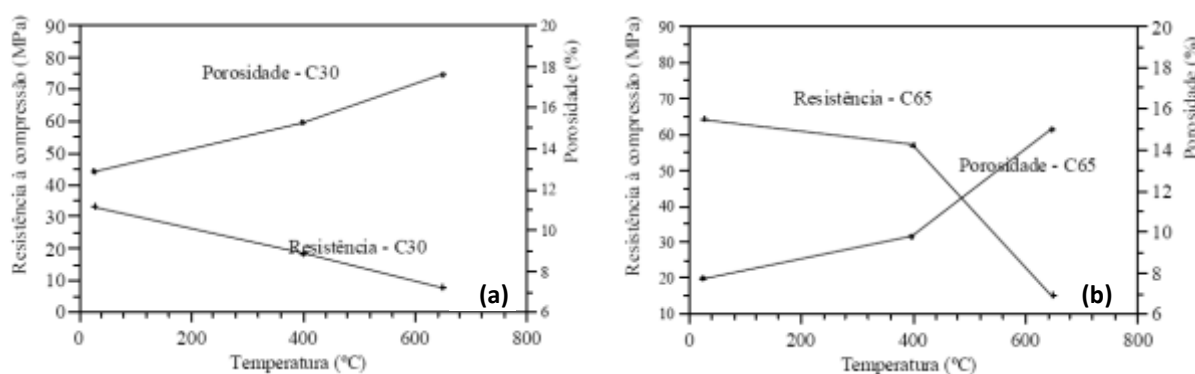 Resistência à compressão (MPa)
90
80
70
60
50
40
30
20
10
0
Porosidade - C30
Resistência - C30
(a)
20
18
16
14
12
10
8
6
Porosidade (%)
0 200 400 600 800
Temperatura (ºC)
Resistência à compressão (MPa)
90
80
70
60
50
40
30
20
10
Resistência - C65
Porosidade - C65
(b)
20
18
16
14
12
10
8
6
Porosidade (%)
0 200 400 600 800
Temperatura (ºC)